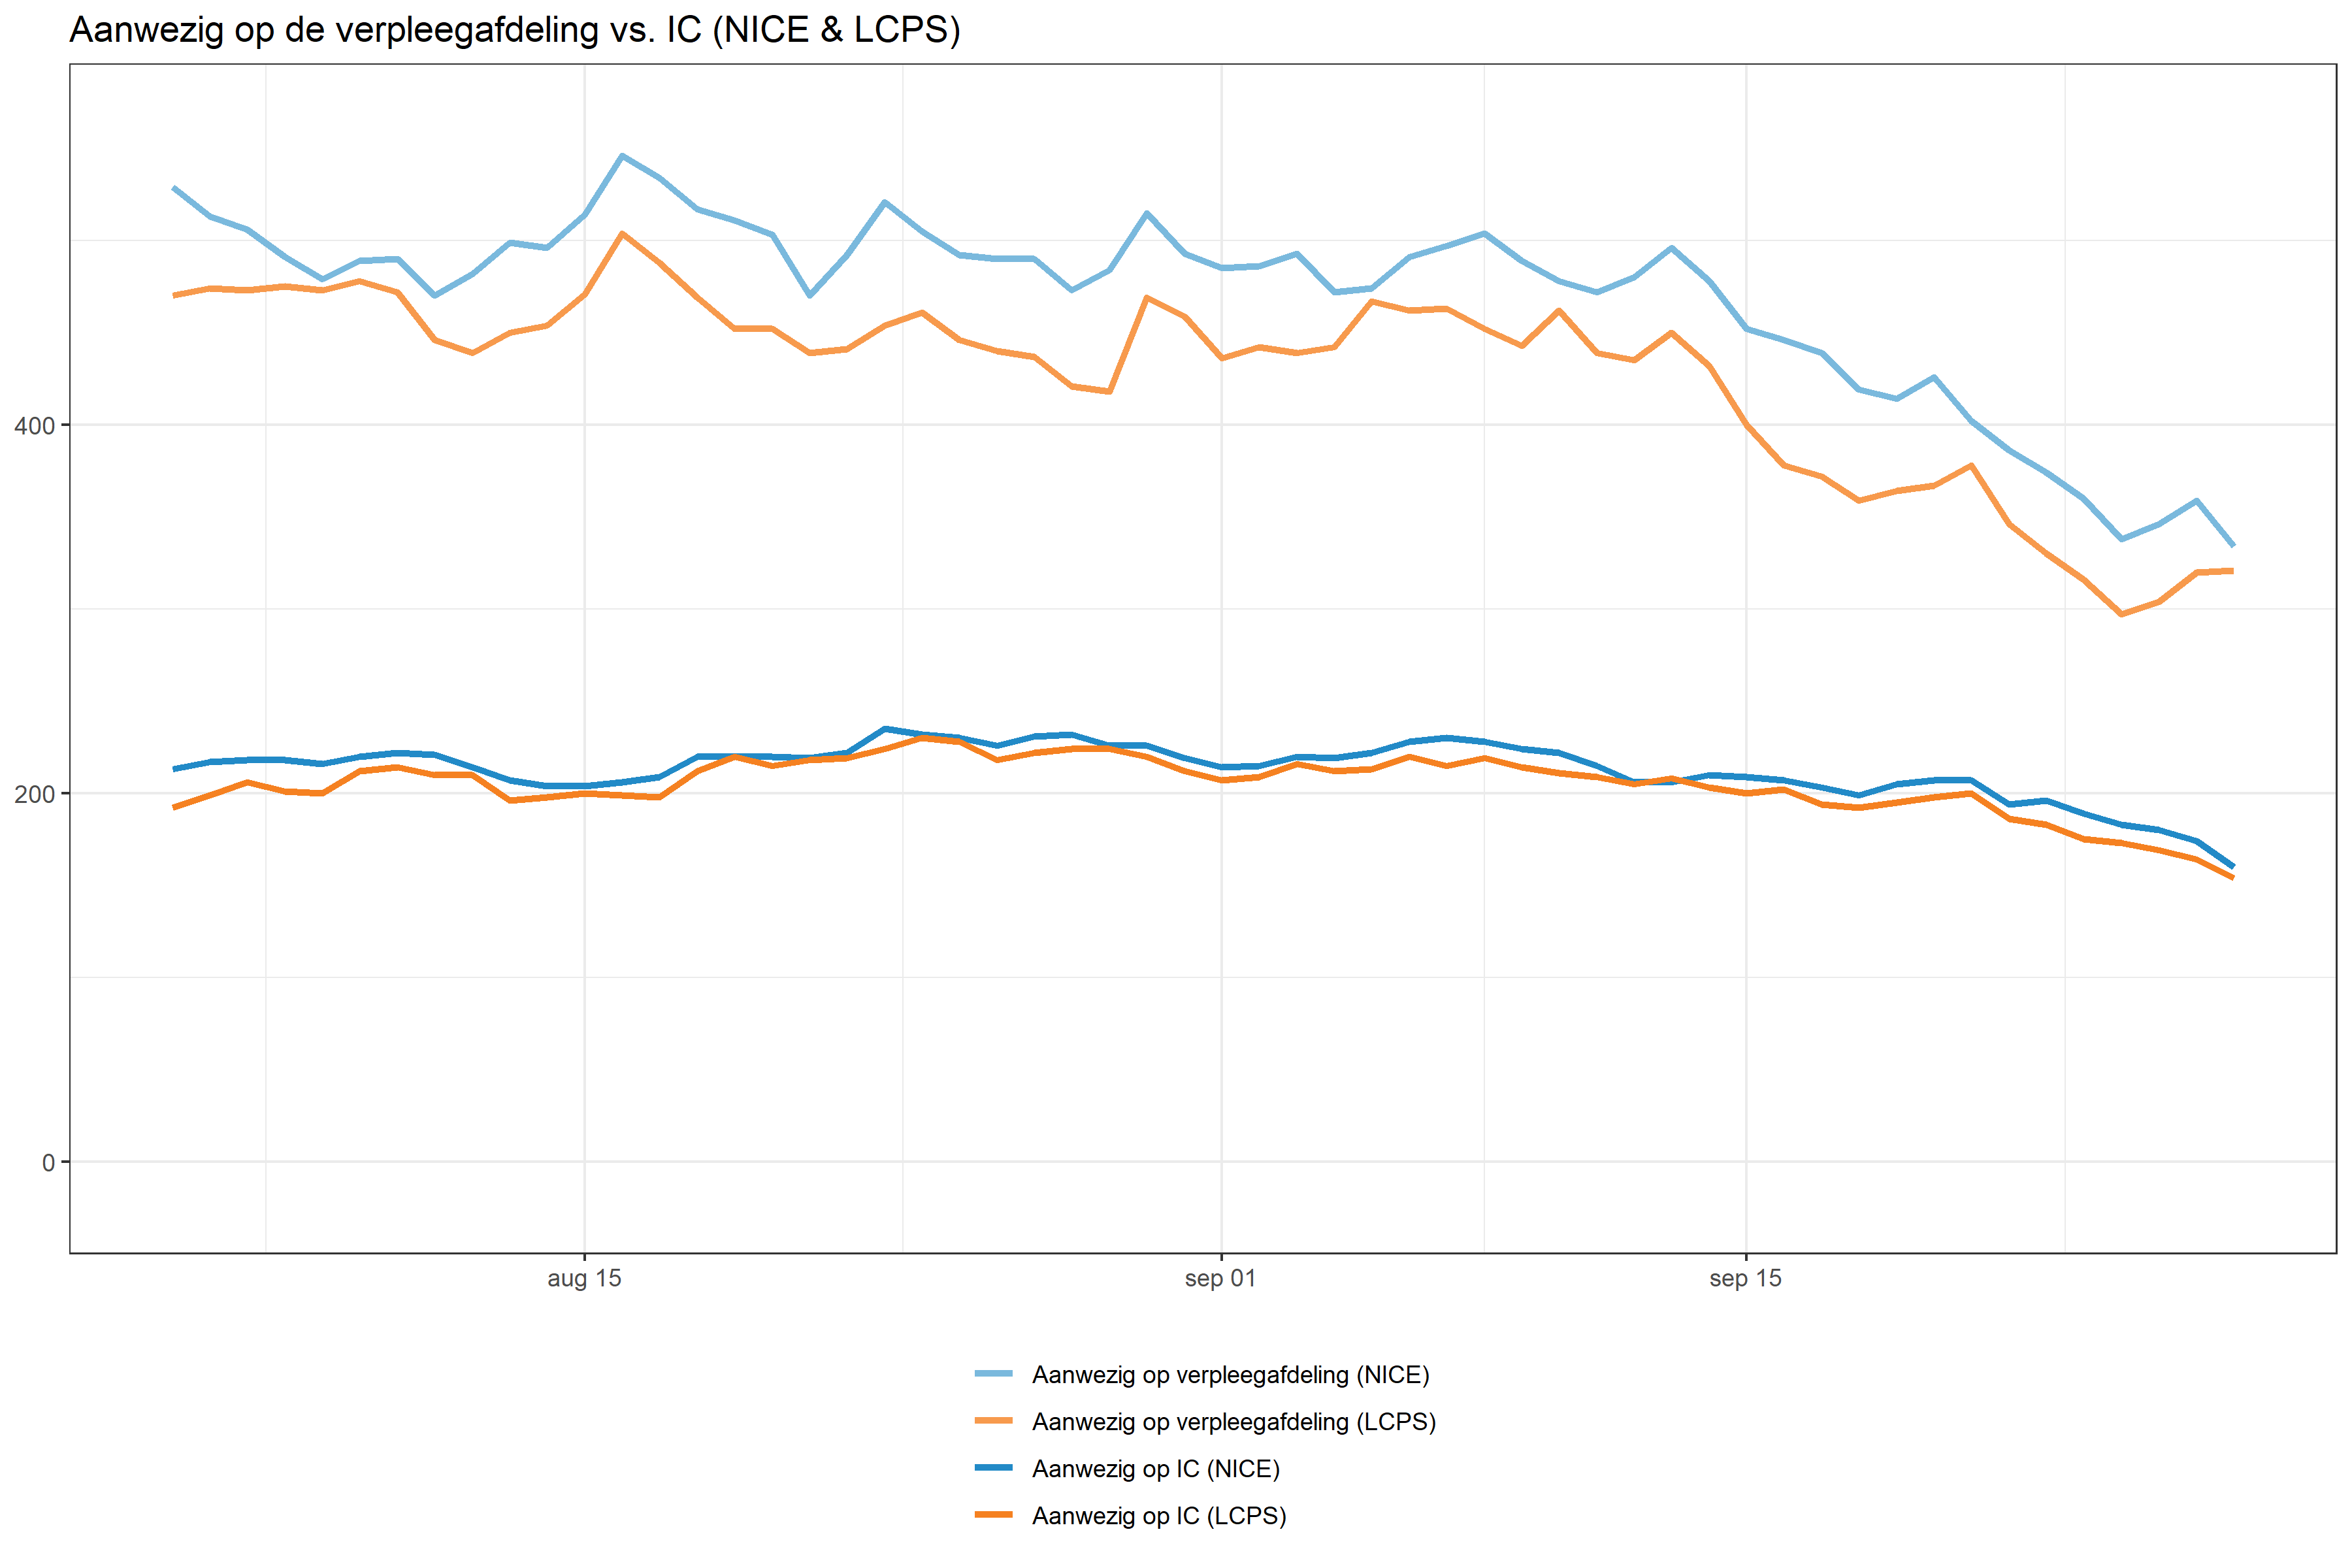 Aanwezig op de verpleegafdeling vs. IC (NICE & LCPS)
400
200
0
aug 15
sep 01
sep 15
Aanwezig op verpleegafdeling (NICE)
Aanwezig op verpleegafdeling (LCPS)
Aanwezig op IC (NICE)
Aanwezig op IC (LCPS)